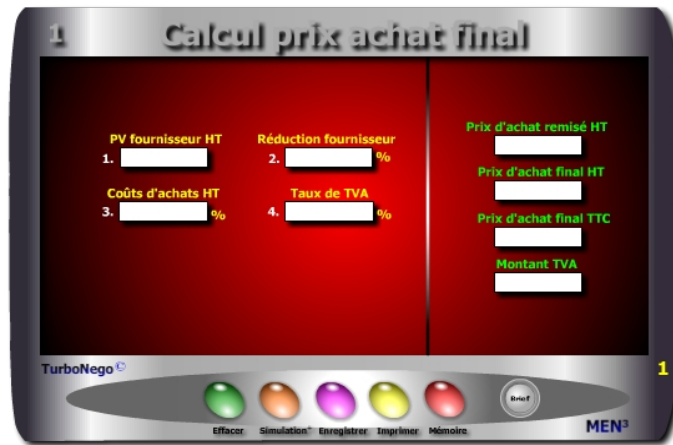 1 Calcul prix achat final
PV fournisseur HT
1.
Réduction fournisseur
2. %
Coûts d'achats HT
3. %
Taux de TVA
4. %
Prix d'achat remisé HT
Prix d'achat final HT
Prix d'achat final TTC
Montant TVA
TurboNego©
1
Effacer Simulation⁺ Enregistrer Imprimer Mémoire
Brief
MEN³